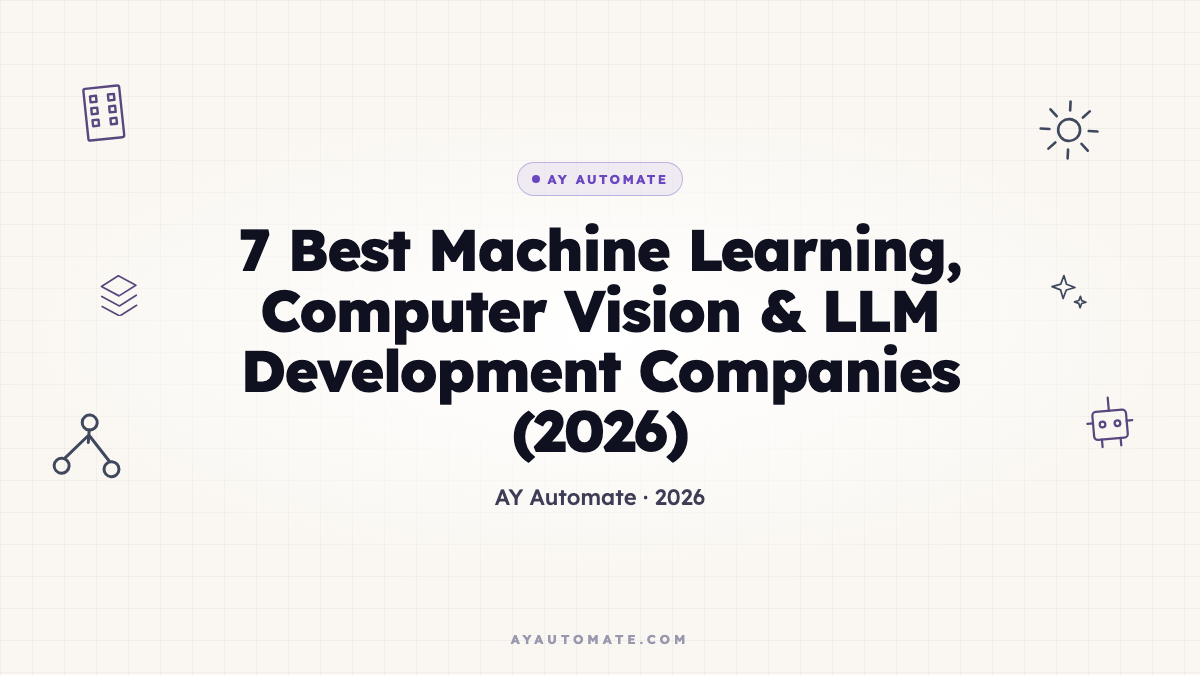 AY AUTOMATE
7 Best Machine Learning,
Computer Vision & LLM
Development Companies
(2026)
AY Automate · 2026
AYAUTOMATE.COM